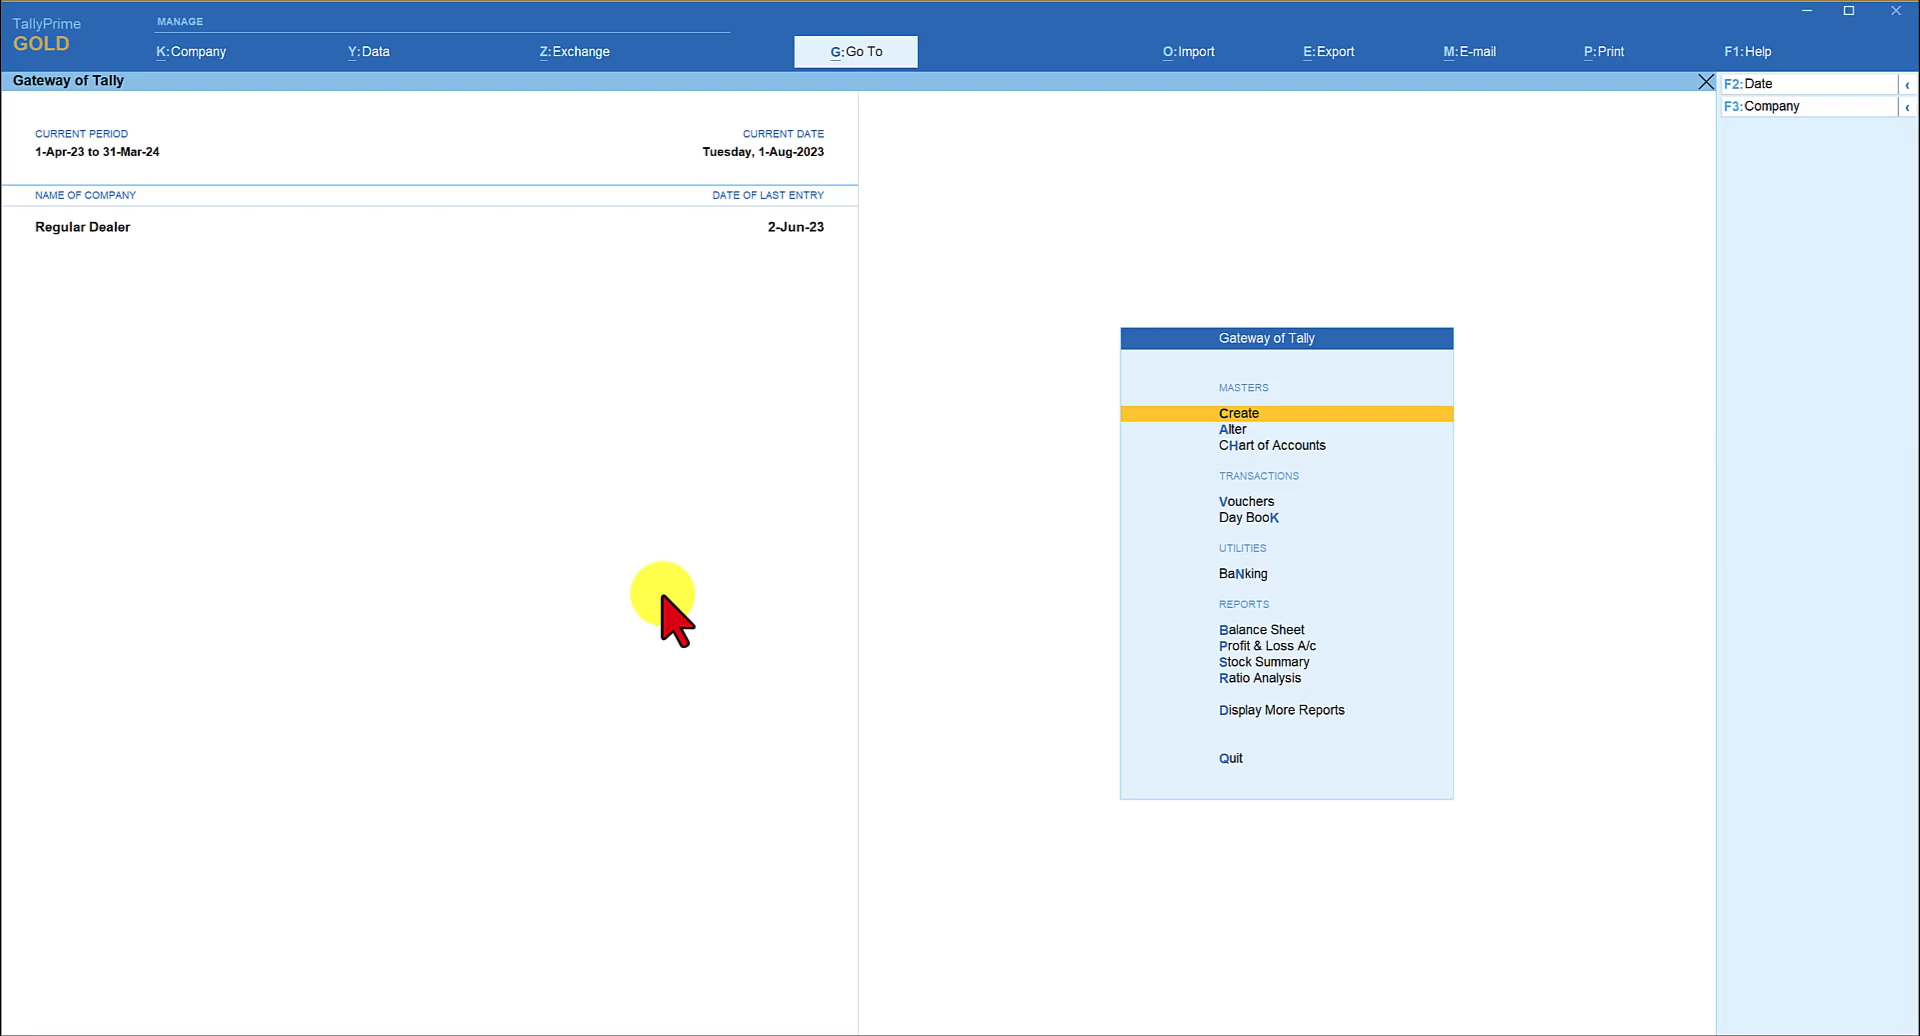 TallyPrime
GOLD
MANAGE
K:Company
Y:Data
Z:Exchange
G:Go To
O:Import
E:Export
M:E-mail
P:Print
F1:Help
Gateway of Tally
F2:Date
F3:Company
CURRENT PERIOD
CURRENT DATE
1-Apr-23 to 31-Mar-24
Tuesday, 1-Aug-2023
NAME OF COMPANY
DATE OF LAST ENTRY
Regular Dealer
2-Jun-23
Gateway of Tally
MASTERS
Create
Alter
CHart of Accounts
TRANSACTIONS
Vouchers
Day BooK
UTILITIES
BaNking
REPORTS
Balance Sheet
Profit & Loss A/c
Stock Summary
Ratio Analysis
Display More Reports
Quit